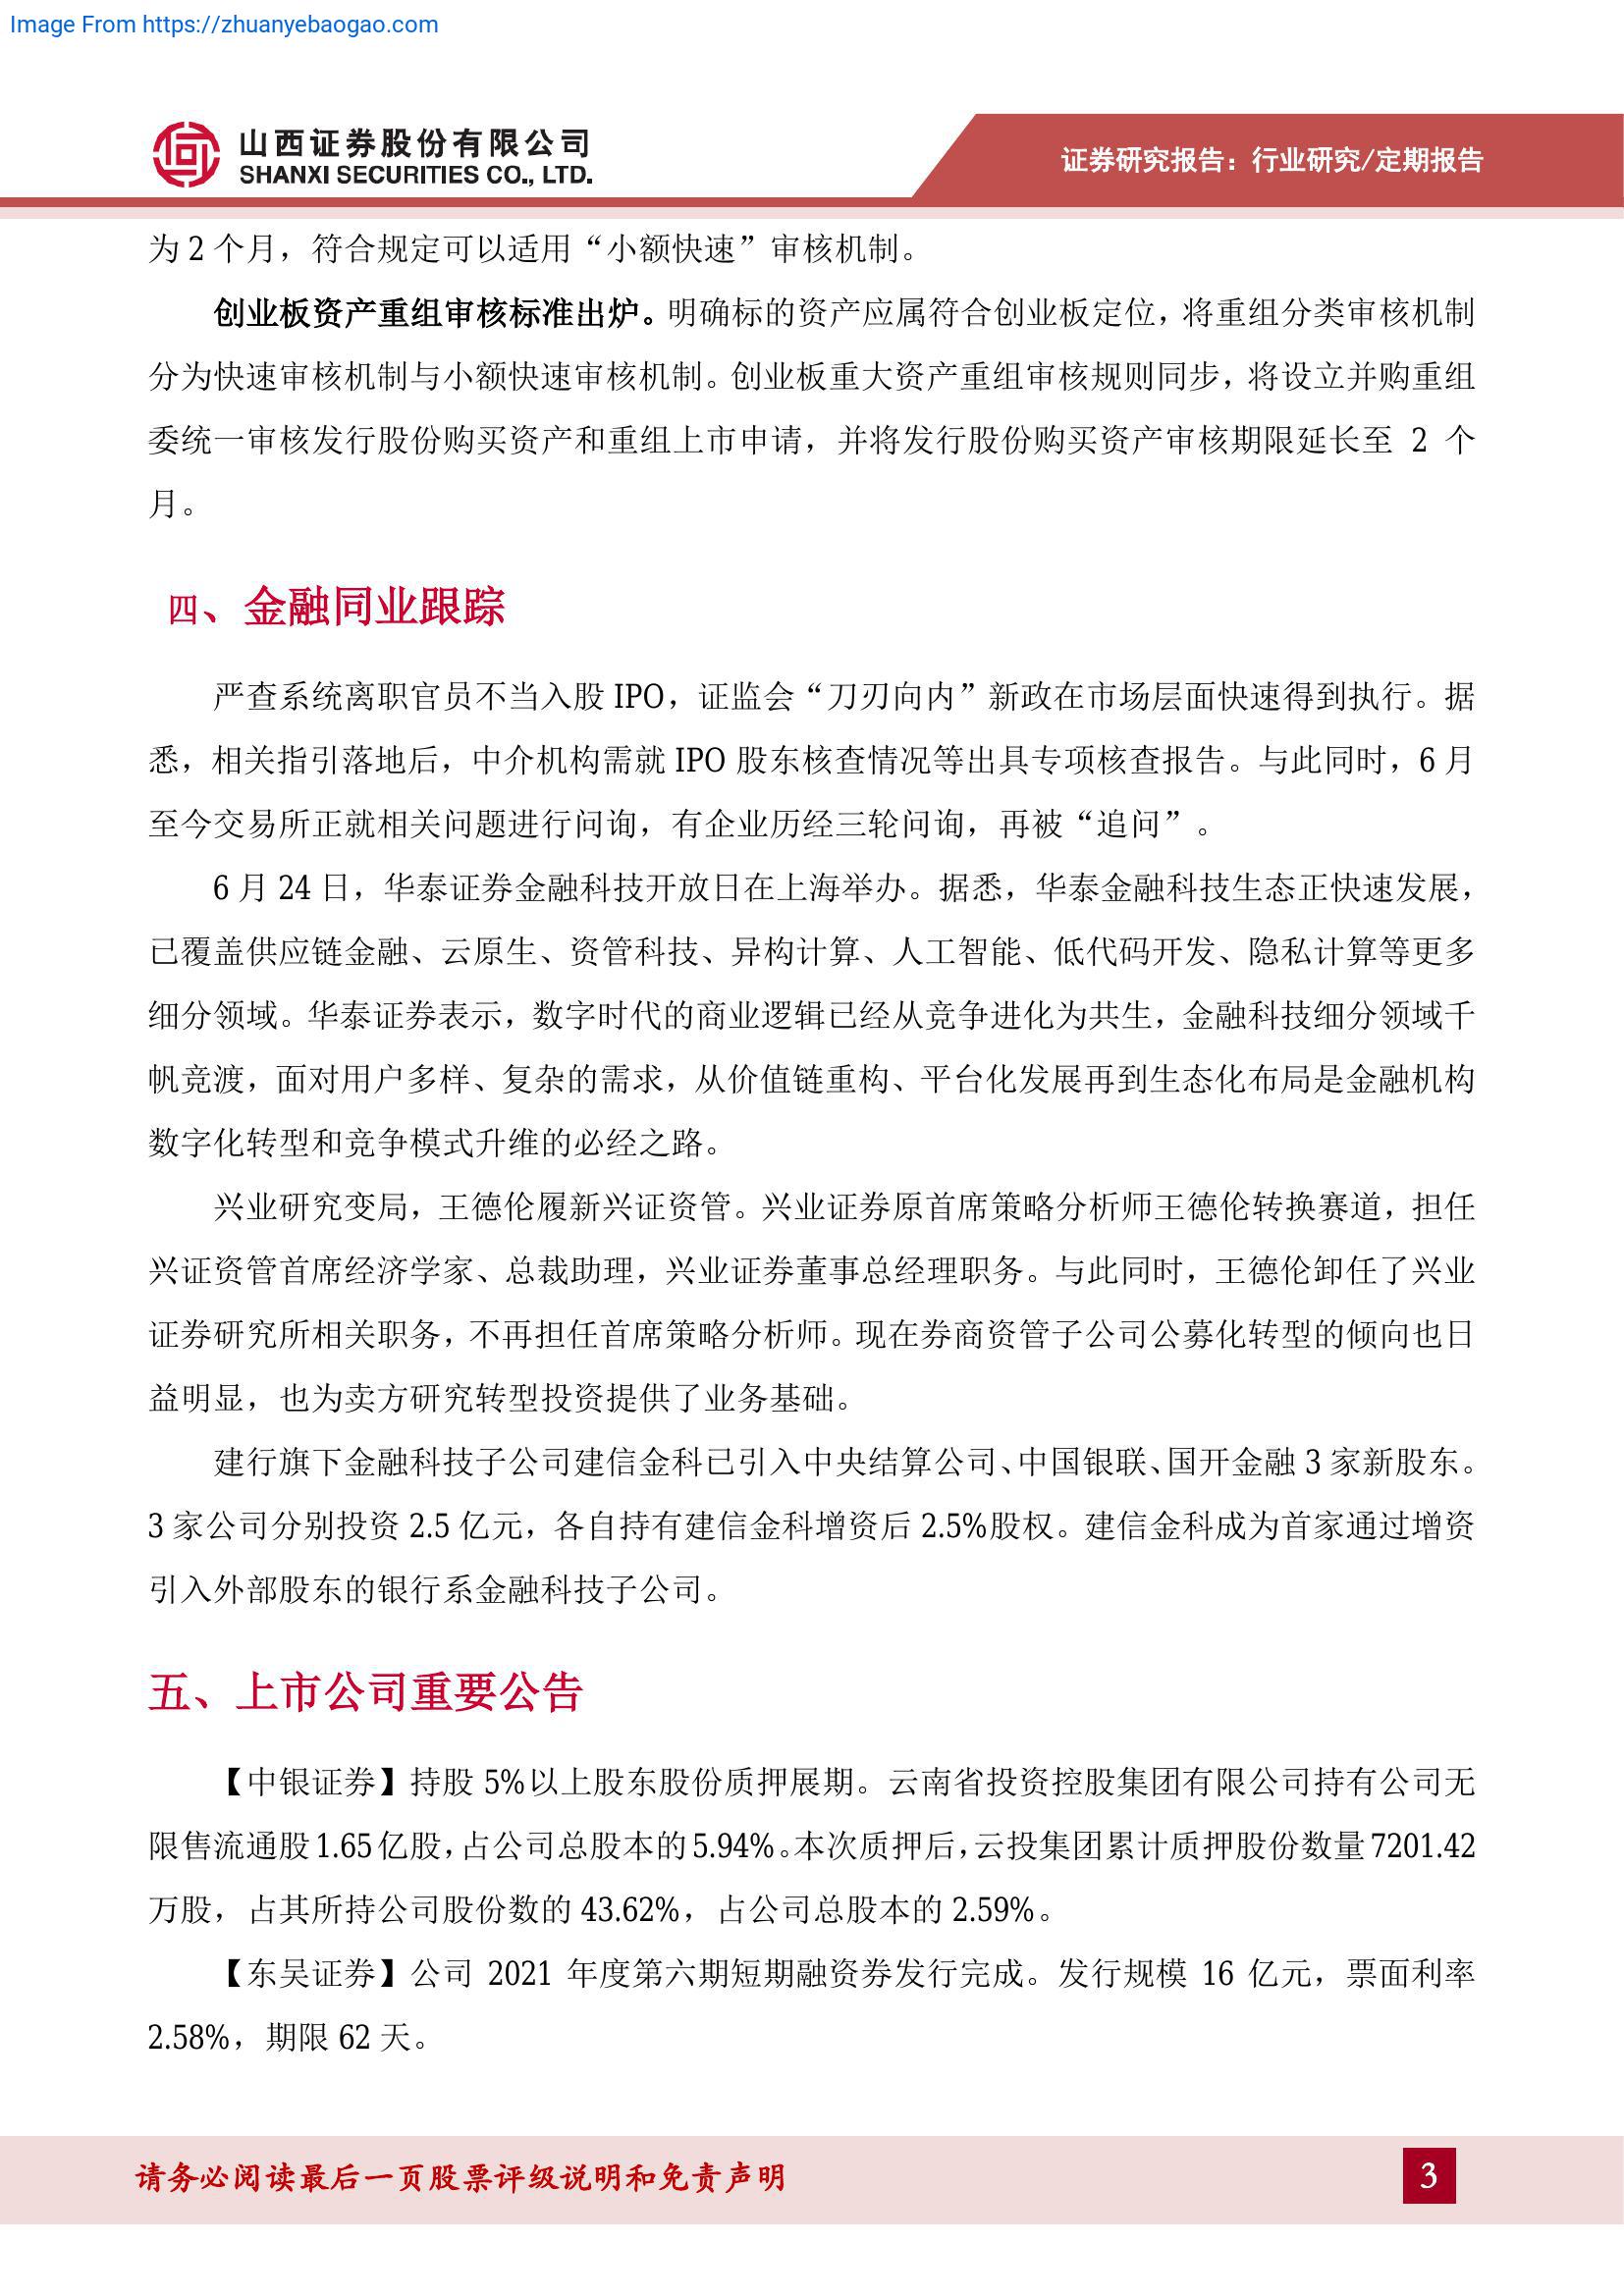 Image From https://zhuanyebaogao.com
山西证券股份有限公司
SHANXI SECURITIES CO., LTD.
证券研究报告：行业研究/定期报告
为 2 个月，符合规定可以适用“小额快速”审核机制。
创业板资产重组审核标准出炉。明确标的资产应属符合创业板定位，将重组分类审核机制
分为快速审核机制与小额快速审核机制。创业板重大资产重组审核规则同步，将设立并购重组
委统一审核发行股份购买资产和重组上市申请，并将发行股份购买资产审核期限延长至 2 个
月。
四、金融同业跟踪
严查系统离职官员不当入股 IPO，证监会“刀刃向内”新政在市场层面快速得到执行。据
悉，相关指引落地后，中介机构需就 IPO 股东核查情况等出具专项核查报告。与此同时，6 月
至今交易所正就相关问题进行问询，有企业历经三轮问询，再被“追问”。
6 月 24 日，华泰证券金融科技开放日在上海举办。据悉，华泰金融科技生态正快速发展，
已覆盖供应链金融、云原生、资管科技、异构计算、人工智能、低代码开发、隐私计算等更多
细分领域。华泰证券表示，数字时代的商业逻辑已经从竞争进化为共生，金融科技细分领域千
帆竞渡，面对用户多样、复杂的需求，从价值链重构、平台化发展再到生态化布局是金融机构
数字化转型和竞争模式升维的必经之路。
兴业研究变局，王德伦履新兴证资管。兴业证券原首席策略分析师王德伦转换赛道，担任
兴证资管首席经济学家、总裁助理，兴业证券董事总经理职务。与此同时，王德伦卸任了兴业
证券研究所相关职务，不再担任首席策略分析师。现在券商资管子公司公募化转型的倾向也日
益明显，也为卖方研究转型投资提供了业务基础。
建行旗下金融科技子公司建信金科已引入中央结算公司、中国银联、国开金融 3 家新股东。
3 家公司分别投资 2.5 亿元，各自持有建信金科增资后 2.5%股权。建信金科成为首家通过增资
引入外部股东的银行系金融科技子公司。
五、上市公司重要公告
【中银证券】持股 5%以上股东股份质押展期。云南省投资控股集团有限公司持有公司无
限售流通股 1.65 亿股，占公司总股本的 5.94%。本次质押后，云投集团累计质押股份数量 7201.42
万股，占其所持公司股份数的 43.62%，占公司总股本的 2.59%。
【东吴证券】公司 2021 年度第六期短期融资券发行完成。发行规模 16 亿元，票面利率
2.58%，期限 62 天。
请务必阅读最后一页股票评级说明和免责声明
3